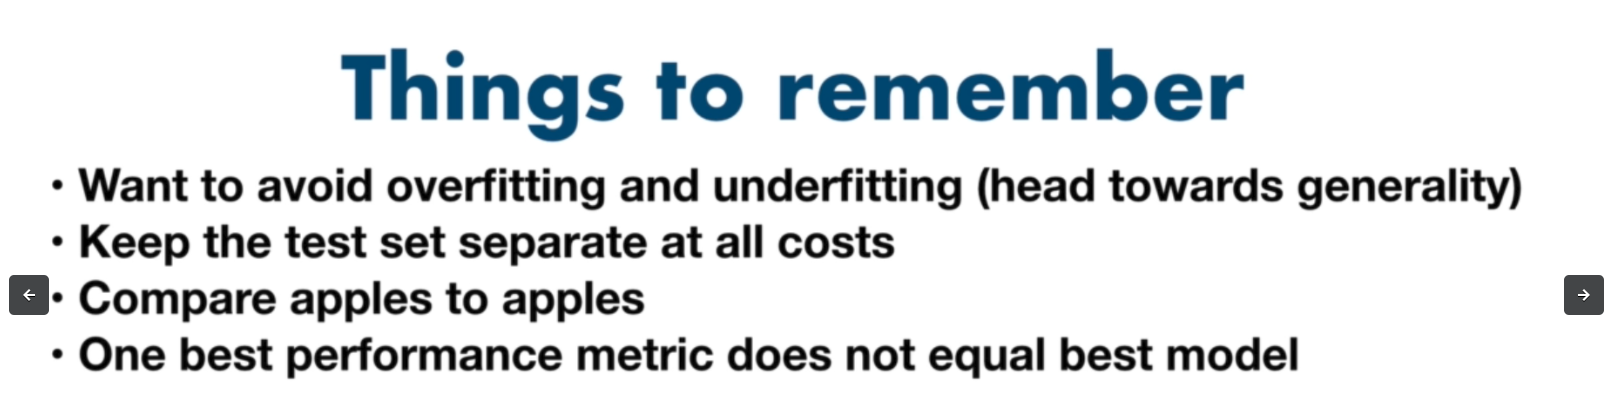 Things to remember
• Want to avoid overfitting and underfitting (head towards generality)
• Keep the test set separate at all costs
• Compare apples to apples
• One best performance metric does not equal best model